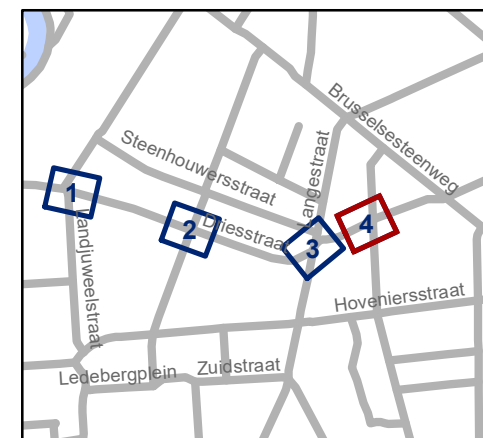 Brusselsesteenweg
Steenhouwersstraat
Langestraat
1
Landjuweelstraat
2
Driesstraat
3
4
Hoveniersstraat
Ledebergplein
Zuidstraat